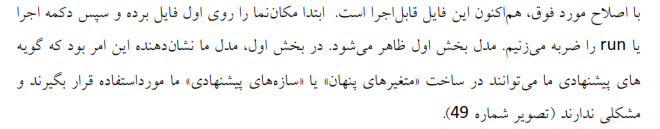 با اصلاح مورد فوق، هم‌اکنون این فایل قابل‌اجرا است. ابتدا مکان‌نما را روی اول فایل برده و سپس دکمه اجرا
یا run را ضربه می‌زنیم. مدل بخش اول ظاهر می‌شود. در بخش اول، مدل ما نشان‌دهنده این امر بود که گویه
های پیشنهادی ما می‌توانند در ساخت «متغیرهای پنهان» یا «سازه‌های پیشنهادی» ما مورداستفاده قرار بگیرند و
مشکلی ندارند (تصویر شماره 49).